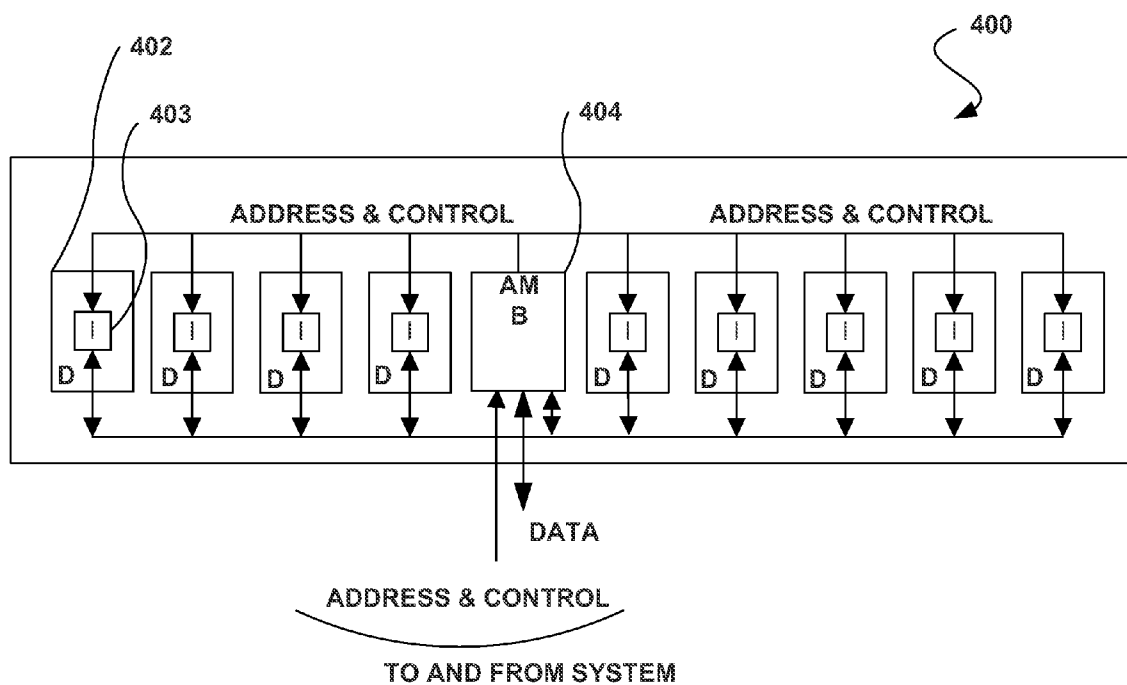 400
402
403
404
ADDRESS & CONTROL
ADDRESS & CONTROL
AM
B
I
I
I
I
I
I
I
I
I
D
D
D
D
D
D
D
D
D
DATA
ADDRESS & CONTROL
TO AND FROM SYSTEM